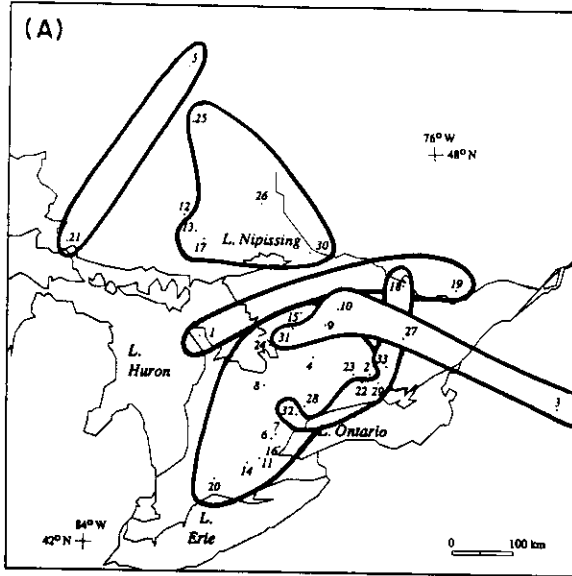 (A)
5
25
76° W
48° N
26
12
13
21
17
L. Nipissing
30
18
19
10
15
9
1
24
31
27
L.
Huron
4
33
8
23
2
22
29
28
32
7
L. Ontario
6
16
11
14
3
20
L.
Erie
84° W
42° N
0
100 km